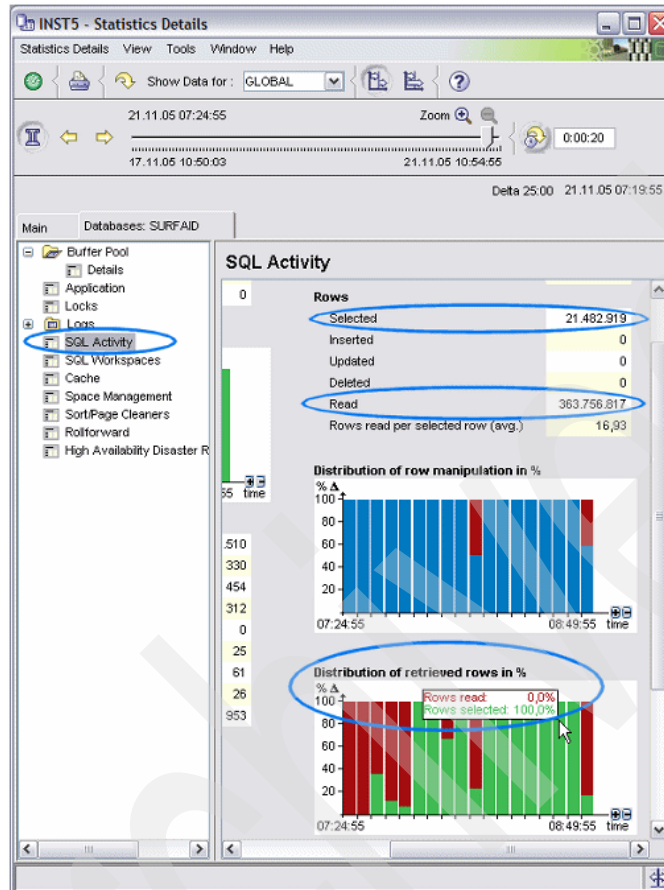 INST5 - Statistics Details
Statistics Details View Tools Window Help
Show Data for : GLOBAL
21.11.05 07:24:55
Zoom
0:00:20
17.11.05 10:50:03
21.11.05 10:54:55
Delta 25:00 21.11.05 07:19:55
Main
Databases: SURFAID
Buffer Pool
Details
Application
Locks
Logs
SQL Activity
SQL Workspaces
Cache
Space Management
Sort/Page Cleaners
Rollforward
High Availability Disaster R
SQL Activity
0
55 time
.510
330
454
312
0
25
61
26
953
Rows
Selected 21.482.919
Inserted 0
Updated 0
Deleted 0
Read 363.756.817
Rows read per selected row (avg.) 16,93
Distribution of row manipulation in %
% Δ
100
80
60
40
20
07:24:55 08:49:55 time
Distribution of retrieved rows in %
% Δ
Rows read: 0,0%
Rows selected: 100,0%
100
80
60
40
20
07:24:55 08:49:55 time